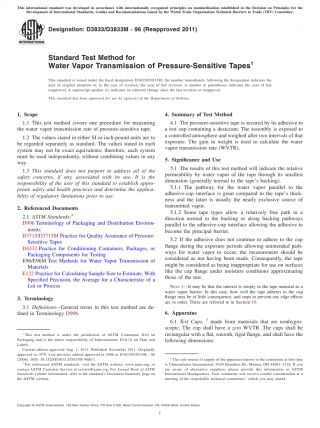 This international standard was developed in accordance with internationally recognized principles on standardization established in the Decision on Principles for the
Development of International Standards, Guides and Recommendations issued by the World Trade Organization Technical Barriers to Trade (TBT) Committee.
Designation: D3833/D3833M – 96 (Reapproved 2011)
Standard Test Method for
Water Vapor Transmission of Pressure-Sensitive Tapes1
This standard is issued under the fixed designation D3833/D3833M; the number immediately following the designation indicates the
year of original adoption or, in the case of revision, the year of last revision. A number in parentheses indicates the year of last
reapproval. A superscript epsilon (ε) indicates an editorial change since the last revision or reapproval.
This standard has been approved for use by agencies of the Department of Defense.
1. Scope
1.1 This test method covers one procedure for measuring
the water vapor transmission rate of pressure-sensitive tape.
1.2 The values stated in either SI or inch-pound units are to
be regarded separately as standard. The values stated in each
system may not be exact equivalents; therefore, each system
must be used independently, without combining values in any
way.
1.3 This standard does not purport to address all of the
safety concerns, if any, associated with its use. It is the
responsibility of the user of this standard to establish appro-
priate safety and health practices and determine the applica-
bility of regulatory limitations prior to use.
2. Referenced Documents
2.1 ASTM Standards:2
D996 Terminology of Packaging and Distribution Environ-
ments
D3715/D3715M Practice for Quality Assurance of Pressure-
Sensitive Tapes
D4332 Practice for Conditioning Containers, Packages, or
Packaging Components for Testing
E96/E96M Test Methods for Water Vapor Transmission of
Materials
E122 Practice for Calculating Sample Size to Estimate, With
Specified Precision, the Average for a Characteristic of a
Lot or Process
3. Terminology
3.1 Definitions—General terms in this test method are de-
fined in Terminology D996.
1 This test method is under the jurisdiction of ASTM Committee D10 on
Packaging and is the direct responsibility of Subcommittee
Current edition approved Aug. 1, 2011. Published November 2011. Originally
approved in 1979. Last previous edition approved in 2006 as D3833/D3833M – 96
(2006). DOI: 10.1520/D3833_D3833M-96R11.
2 For referenced ASTM standards, visit the ASTM website, www.astm.org, or
contact ASTM Customer Service at service@astm.org. For Annual Book of ASTM
Standards volume information, refer to the standard's Document Summary page on
the ASTM website.
4. Summary of Test Method
4.1 The pressure-sensitive tape is secured by its adhesive to
a test cup containing a desiccant. The assembly is exposed to
a controlled atmosphere and weighed after two intervals of that
exposure. The gain in weight is used to calculate the water
vapor transmission rate (WVTR).
5. Significance and Use
5.1 The results of this test method will indicate the relative
permeability by water vapor of the tape through its smallest
dimension (generally normal to the tape's backing).
5.1.1 The pathway for the water vapor parallel to the
adhesive-cup interface is great compared to the tape's thick-
ness and the latter is usually the nearly exclusive source of
transmitted vapor.
5.1.2 Some tape types allow a relatively free path in a
direction normal to the backing or along backing pathways
parallel to the adhesive-cup interface allowing the adhesive to
become the principal barrier.
5.2 If the adhesive does not continue to adhere to the cup
flange during the exposure periods allowing unintended path-
ways for water vapor to occur, the measurement should be
considered as not having been made. Consequently, the tape
might be considered as being inappropriate for use on surfaces
like the cup flange under moisture conditions approximating
those of the test.
NOTE 1—It may be that the interest is simply in the tape material as a
water vapor barrier. In this case, how well the tape adheres to the cup
flange may be of little consequence, and steps to prevent any edge effects
are in order. These are referred to in Section
6. Apparatus
6.1 Test Cups, 3 made from materials that are nonhygro-
scopic. The cup shall have a zero WVTR. The cups shall be
rectangular with a flat, smooth, rigid flange, and shall have the
following dimensions:
3 The sole source of supply of the apparatus known to the committee at this time
is
are aware of alternative suppliers, please provide this information to ASTM
International Headquarters. Your comments will receive careful consideration at a
meeting of the responsible technical committee,1 which you may attend.
Copyright © ASTM International, 100 Barr Harbor Drive, PO Box C700, West Conshohocken, PA 19428-2959. United States
1